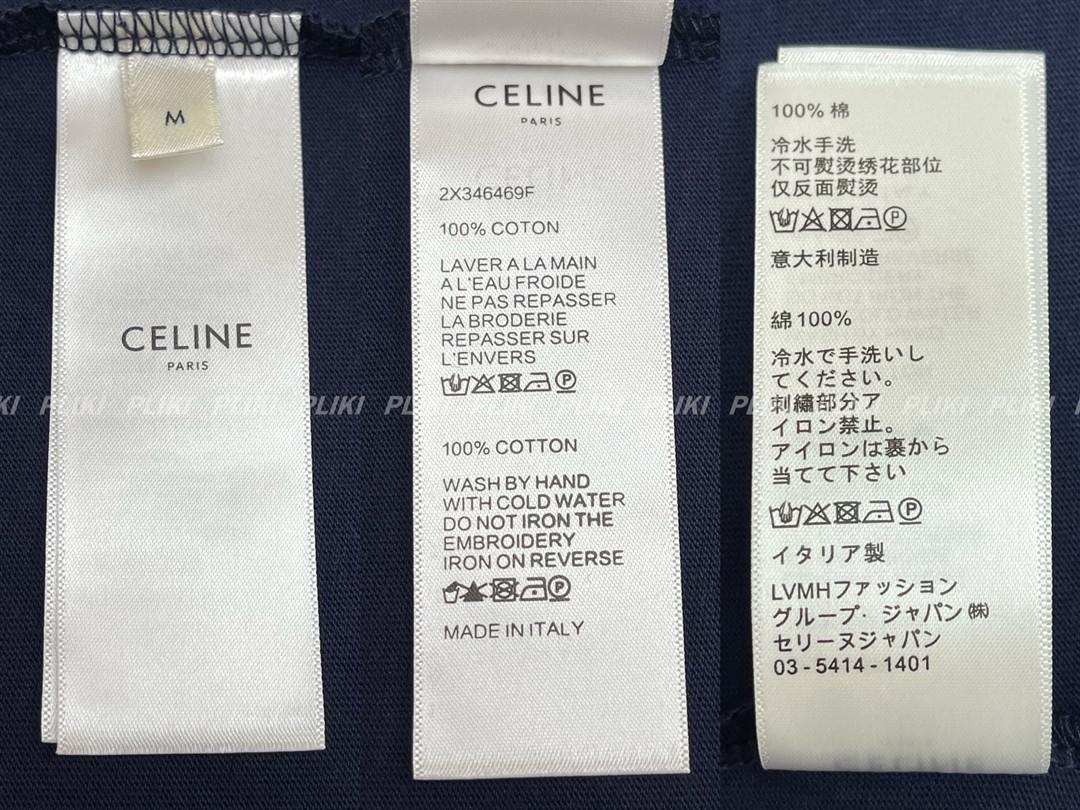 M
CELINE
PARIS
CELINE
PARIS
2X346469F
100% COTON
LAVER A LA MAIN
A L'EAU FROIDE
NE PAS REPASSER
LA BRODERIE
REPASSER SUR
L'ENVERS
P
100% COTTON
WASH BY HAND
WITH COLD WATER
DO NOT IRON THE
EMBROIDERY
IRON ON REVERSE
P
MADE IN ITALY
100% 棉
冷水手洗
不可熨烫绣花部位
仅反面熨烫
P
意大利制造
綿100%
冷水で手洗いし
てください。
刺繍部分ア
イロン禁止。
アイロンは裏から
当てて下さい
P
イタリア製
LVMHファッション
グループ・ジャパン㈱
セリーヌジャパン
03-5414-1401
PLIKI PLIKI PLIKI PLIKI PLIKI PLIKI PLIKI PLIKI